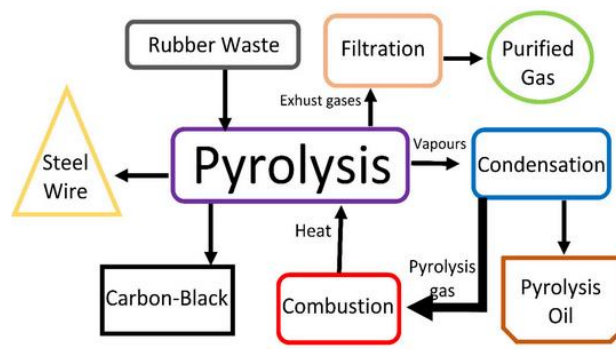 Rubber Waste
Filtration
Purified
Gas
Exhust gases
Steel
Wire
Pyrolysis
Vapours
Condensation
Heat
Pyrolysis
gas
Carbon-Black
Combustion
Pyrolysis
Oil